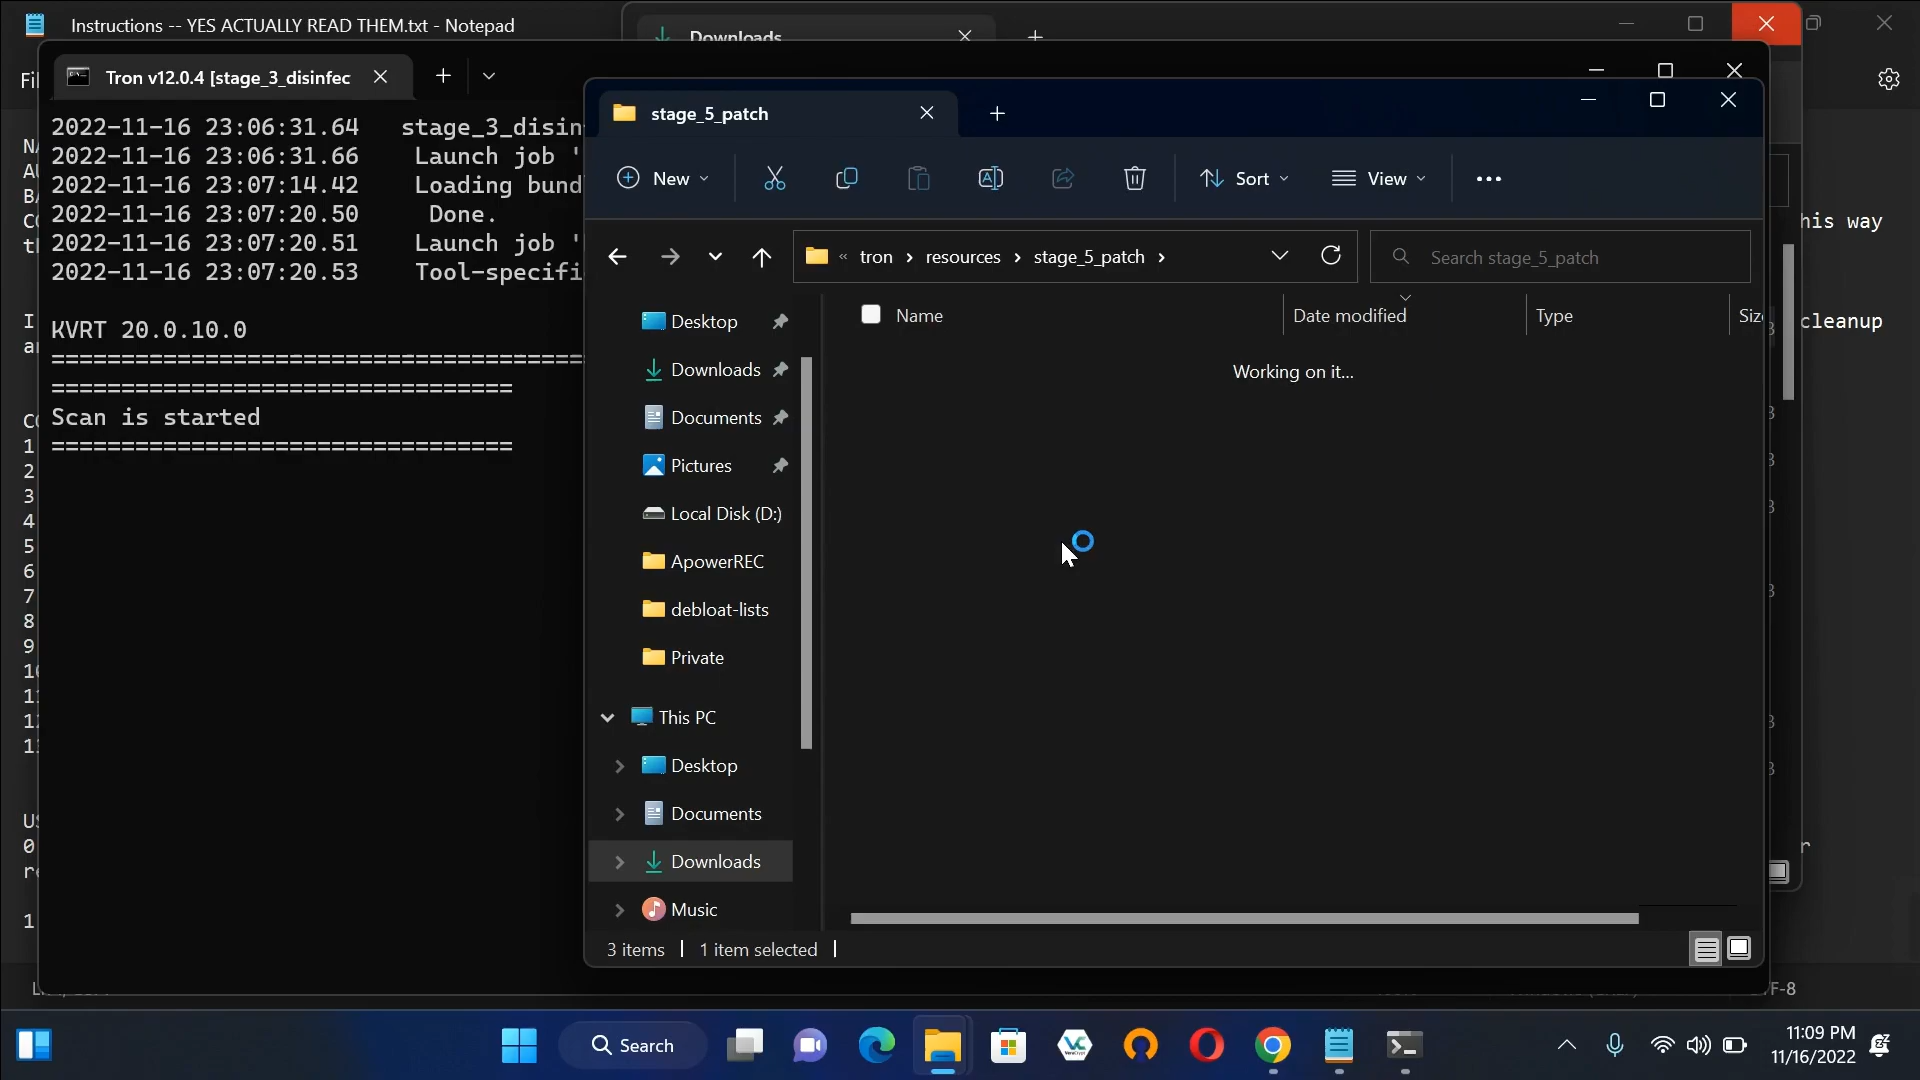 Instructions -- YES ACTUALLY READ THEM.txt - Notepad
Downloads
Tron v12.0.4 [stage_3_disinfec
2022-11-16 23:06:31.64 stage_3_disin
2022-11-16 23:06:31.66 Launch job '
2022-11-16 23:07:14.42 Loading bund
2022-11-16 23:07:20.50 Done.
2022-11-16 23:07:20.51 Launch job '
2022-11-16 23:07:20.53 Tool-specifi
KVRT 20.0.10.0
==========================================
====================================
Scan is started
====================================
his way
cleanup
stage_5_patch
New
Sort
View
tron › resources › stage_5_patch ›
Search stage_5_patch
Name
Date modified
Type
Working on it...
Desktop
Downloads
Documents
Pictures
Local Disk (D:)
ApowerREC
debloat-lists
Private
This PC
Desktop
Documents
Downloads
Music
3 items
1 item selected
Search
11:09 PM
11/16/2022